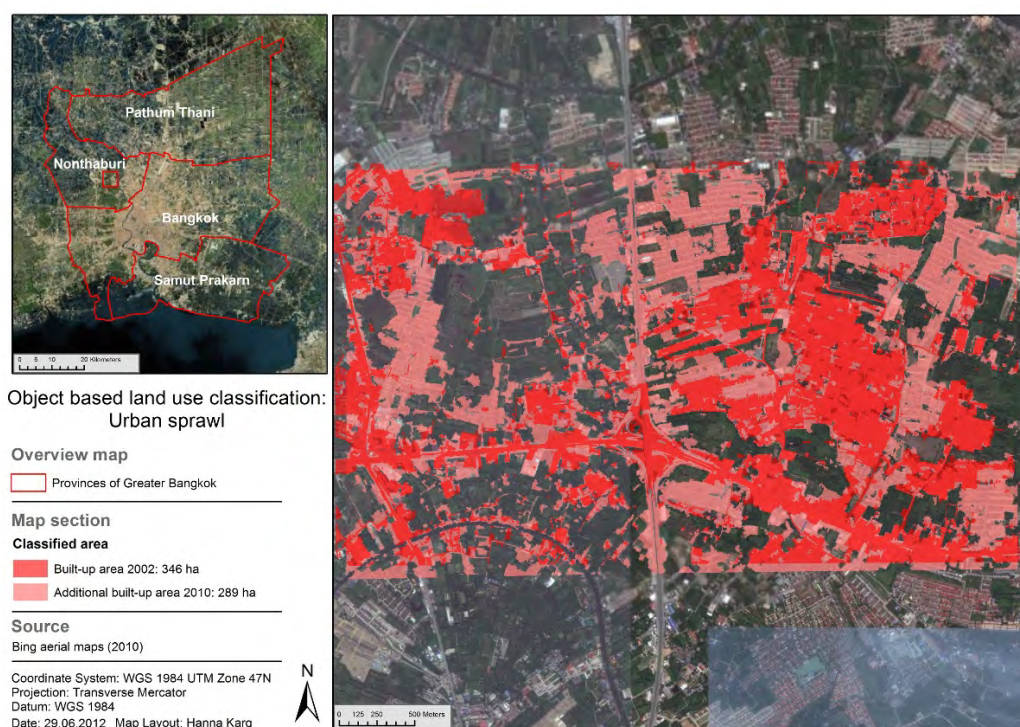 Pathum Thani
Nonthaburi
Bangkok
Samut Prakarn
0 5 10 20 Kilometers
Object based land use classification:
Urban sprawl
Overview map
Provinces of Greater Bangkok
Map section
Classified area
Built-up area 2002: 346 ha
Additional built-up area 2010: 289 ha
Source
Bing aerial maps (2010)
Coordinate System: WGS 1984 UTM Zone 47N
Projection: Transverse Mercator
Datum: WGS 1984
Date: 29.06.2012 Map Layout: Hanna Karg
N
0 125 250 500 Meters